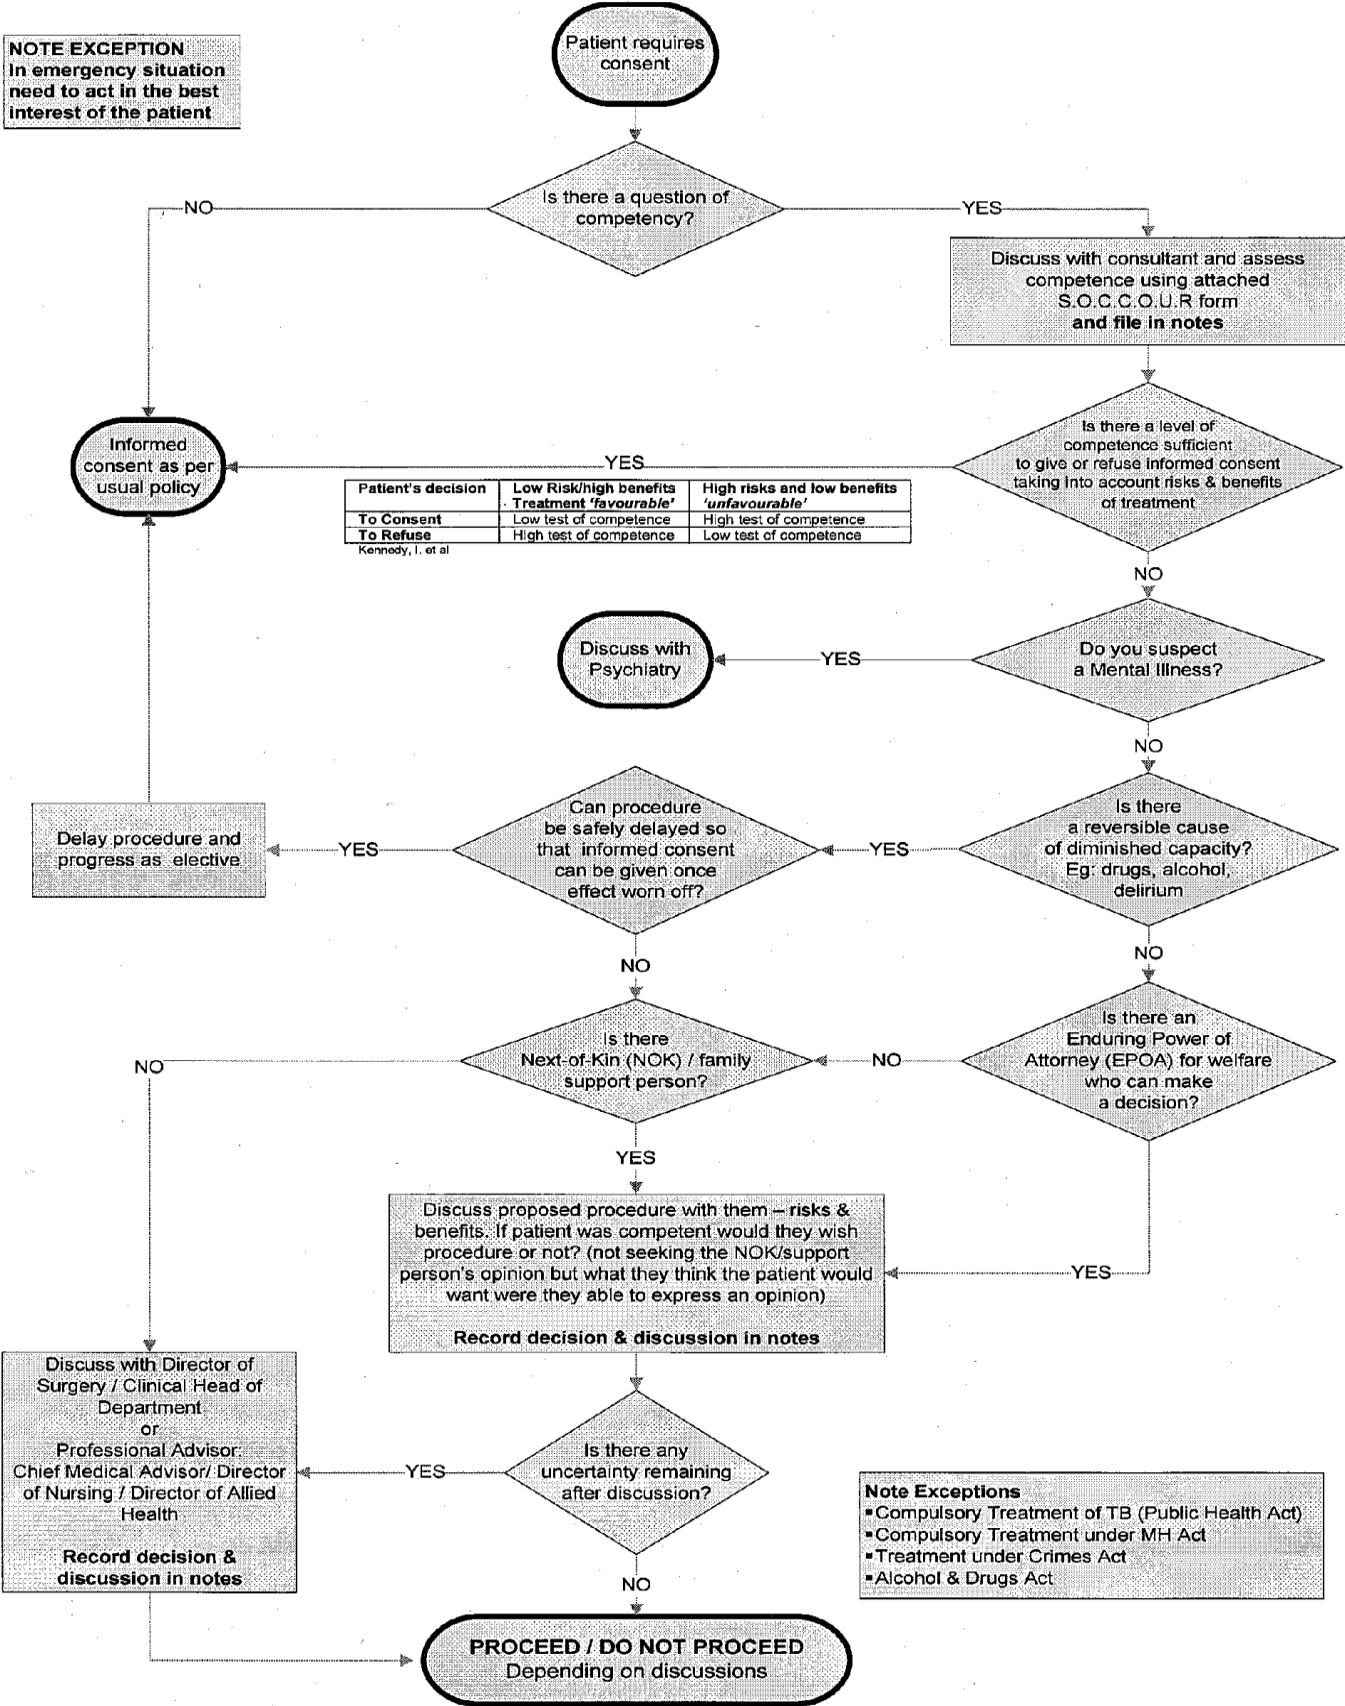 Patient requires
consent
NOTE EXCEPTION
In emergency situation
need to act in the best
interest of the patient
Is there a question of
competency?
NO
YES
Discuss with consultant and assess
competence using attached
S.O.C.C.O.U.R form
and file in notes
Is there a level of
competence sufficient
to give or refuse informed consent
taking into account risks & benefits
of treatment
Informed
consent as per
usual policy
YES
Patient's decision Low Risk/high benefits High risks and low benefits
Treatment 'favourable' 'unfavourable'
To Consent Low test of competence High test of competence
To Refuse High test of competence Low test of competence
Kennedy, I. et al
NO
Do you suspect
a Mental Illness?
YES
Discuss with
Psychiatry
NO
Is there
a reversible cause
of diminished capacity?
Eg: drugs, alcohol,
delirium
YES
Can procedure
be safely delayed so
that informed consent
can be given once
effect worn off?
YES
Delay procedure and
progress as elective
NO
NO
Is there an
Enduring Power of
Attorney (EPOA) for welfare
who can make
a decision?
NO
Is there
Next-of-Kin (NOK) / family
support person?
NO
YES
YES
Discuss proposed procedure with them – risks &
benefits. If patient was competent would they wish
procedure or not? (not seeking the NOK/support
person's opinion but what they think the patient would
want were they able to express an opinion)
Record decision & discussion in notes
Discuss with Director of
Surgery / Clinical Head of
Department
or
Professional Advisor:
Chief Medical Advisor/ Director
of Nursing / Director of Allied
Health
Record decision &
discussion in notes
Is there any
uncertainty remaining
after discussion?
YES
NO
Note Exceptions
▪Compulsory Treatment of TB (Public Health Act)
▪Compulsory Treatment under MH Act
▪Treatment under Crimes Act
▪Alcohol & Drugs Act
PROCEED / DO NOT PROCEED
Depending on discussions